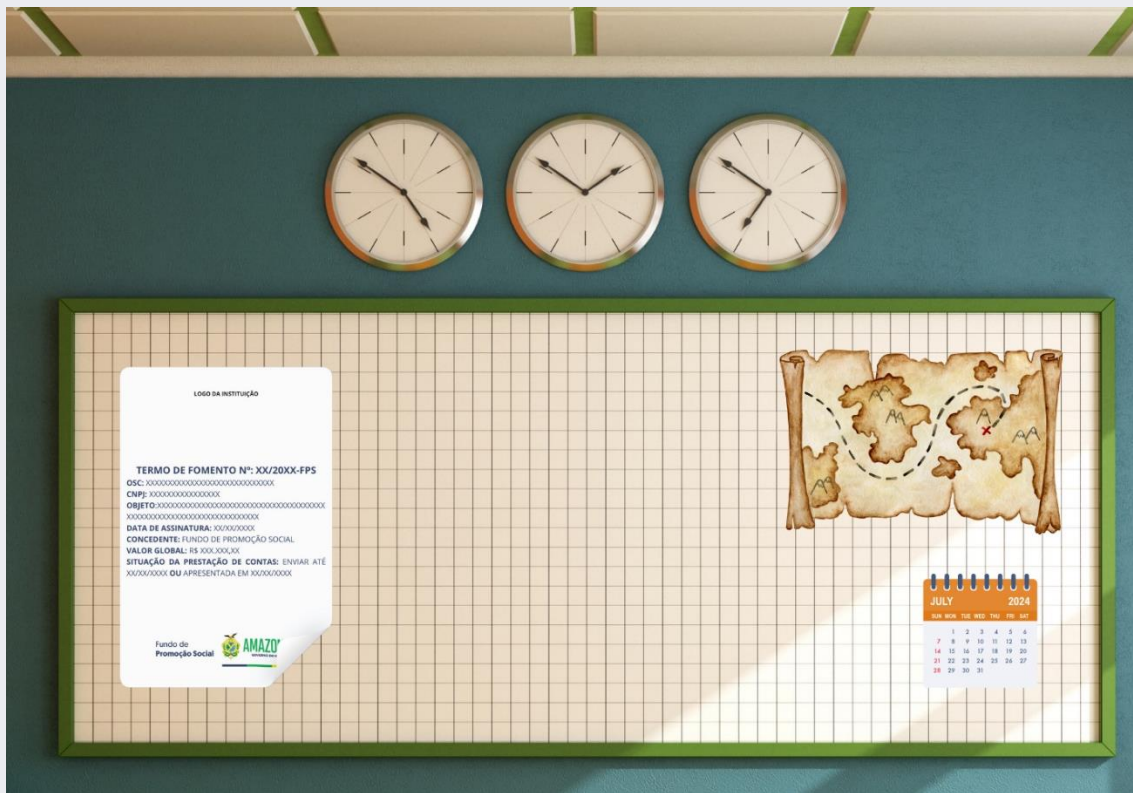 LOGO DA INSTITUIÇÃO
TERMO DE FOMENTO Nº: XX/20XX-FPS
OSC: XXXXXXXXXXXXXXXXXXXXXXXXXXXXX
CNPJ: XXXXXXXXXXXXXXXX
OBJETO:XXXXXXXXXXXXXXXXXXXXXXXXXXXXXXXXXXXXXX
XXXXXXXXXXXXXXXXXXXXXXXXXXXXXX
DATA DE ASSINATURA: XX/XX/XXXX
CONCEDENTE: FUNDO DE PROMOÇÃO SOCIAL
VALOR GLOBAL: R$ XXX.XXX,XX
SITUAÇÃO DA PRESTAÇÃO DE CONTAS: ENVIAR ATÉ
XX/XX/XXXX OU APRESENTADA EM XX/XX/XXXX
Fundo de
Promoção Social
AMAZO
JULY 2024
SUN MON TUE WED THU FRI SAT
1 2 3 4 5 6
7 8 9 10 11 12 13
14 15 16 17 18 19 20
21 22 23 24 25 26 27
28 29 30 31